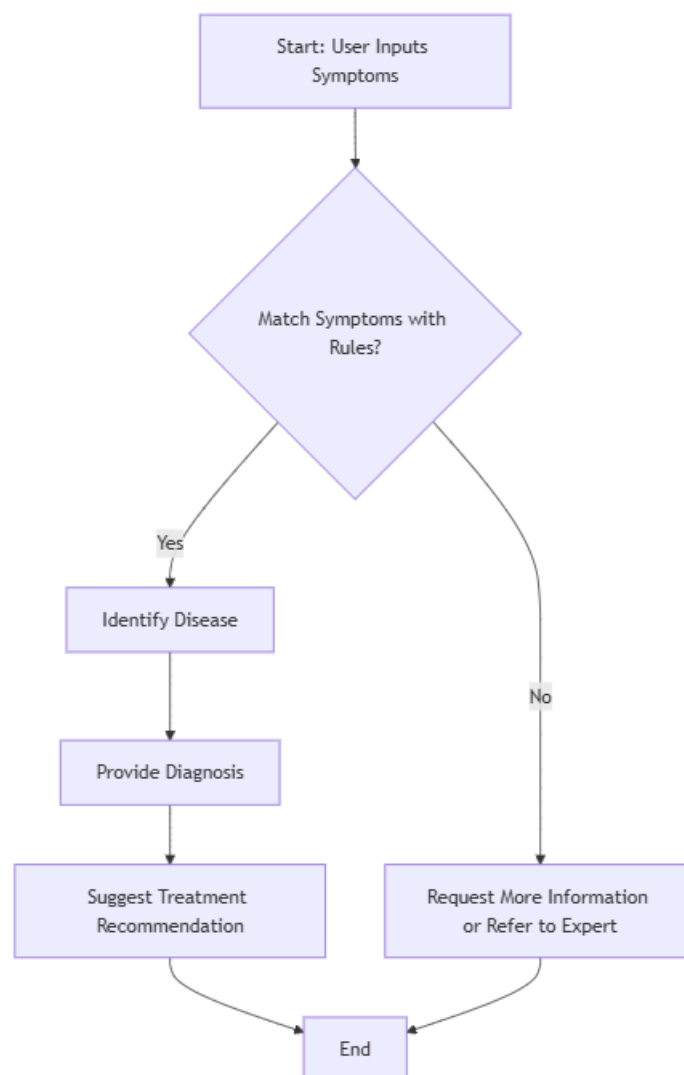 Start: User Inputs
Symptoms
Match Symptoms with
Rules?
Yes
Identify Disease
No
Provide Diagnosis
Suggest Treatment
Recommendation
Request More Information
or Refer to Expert
End